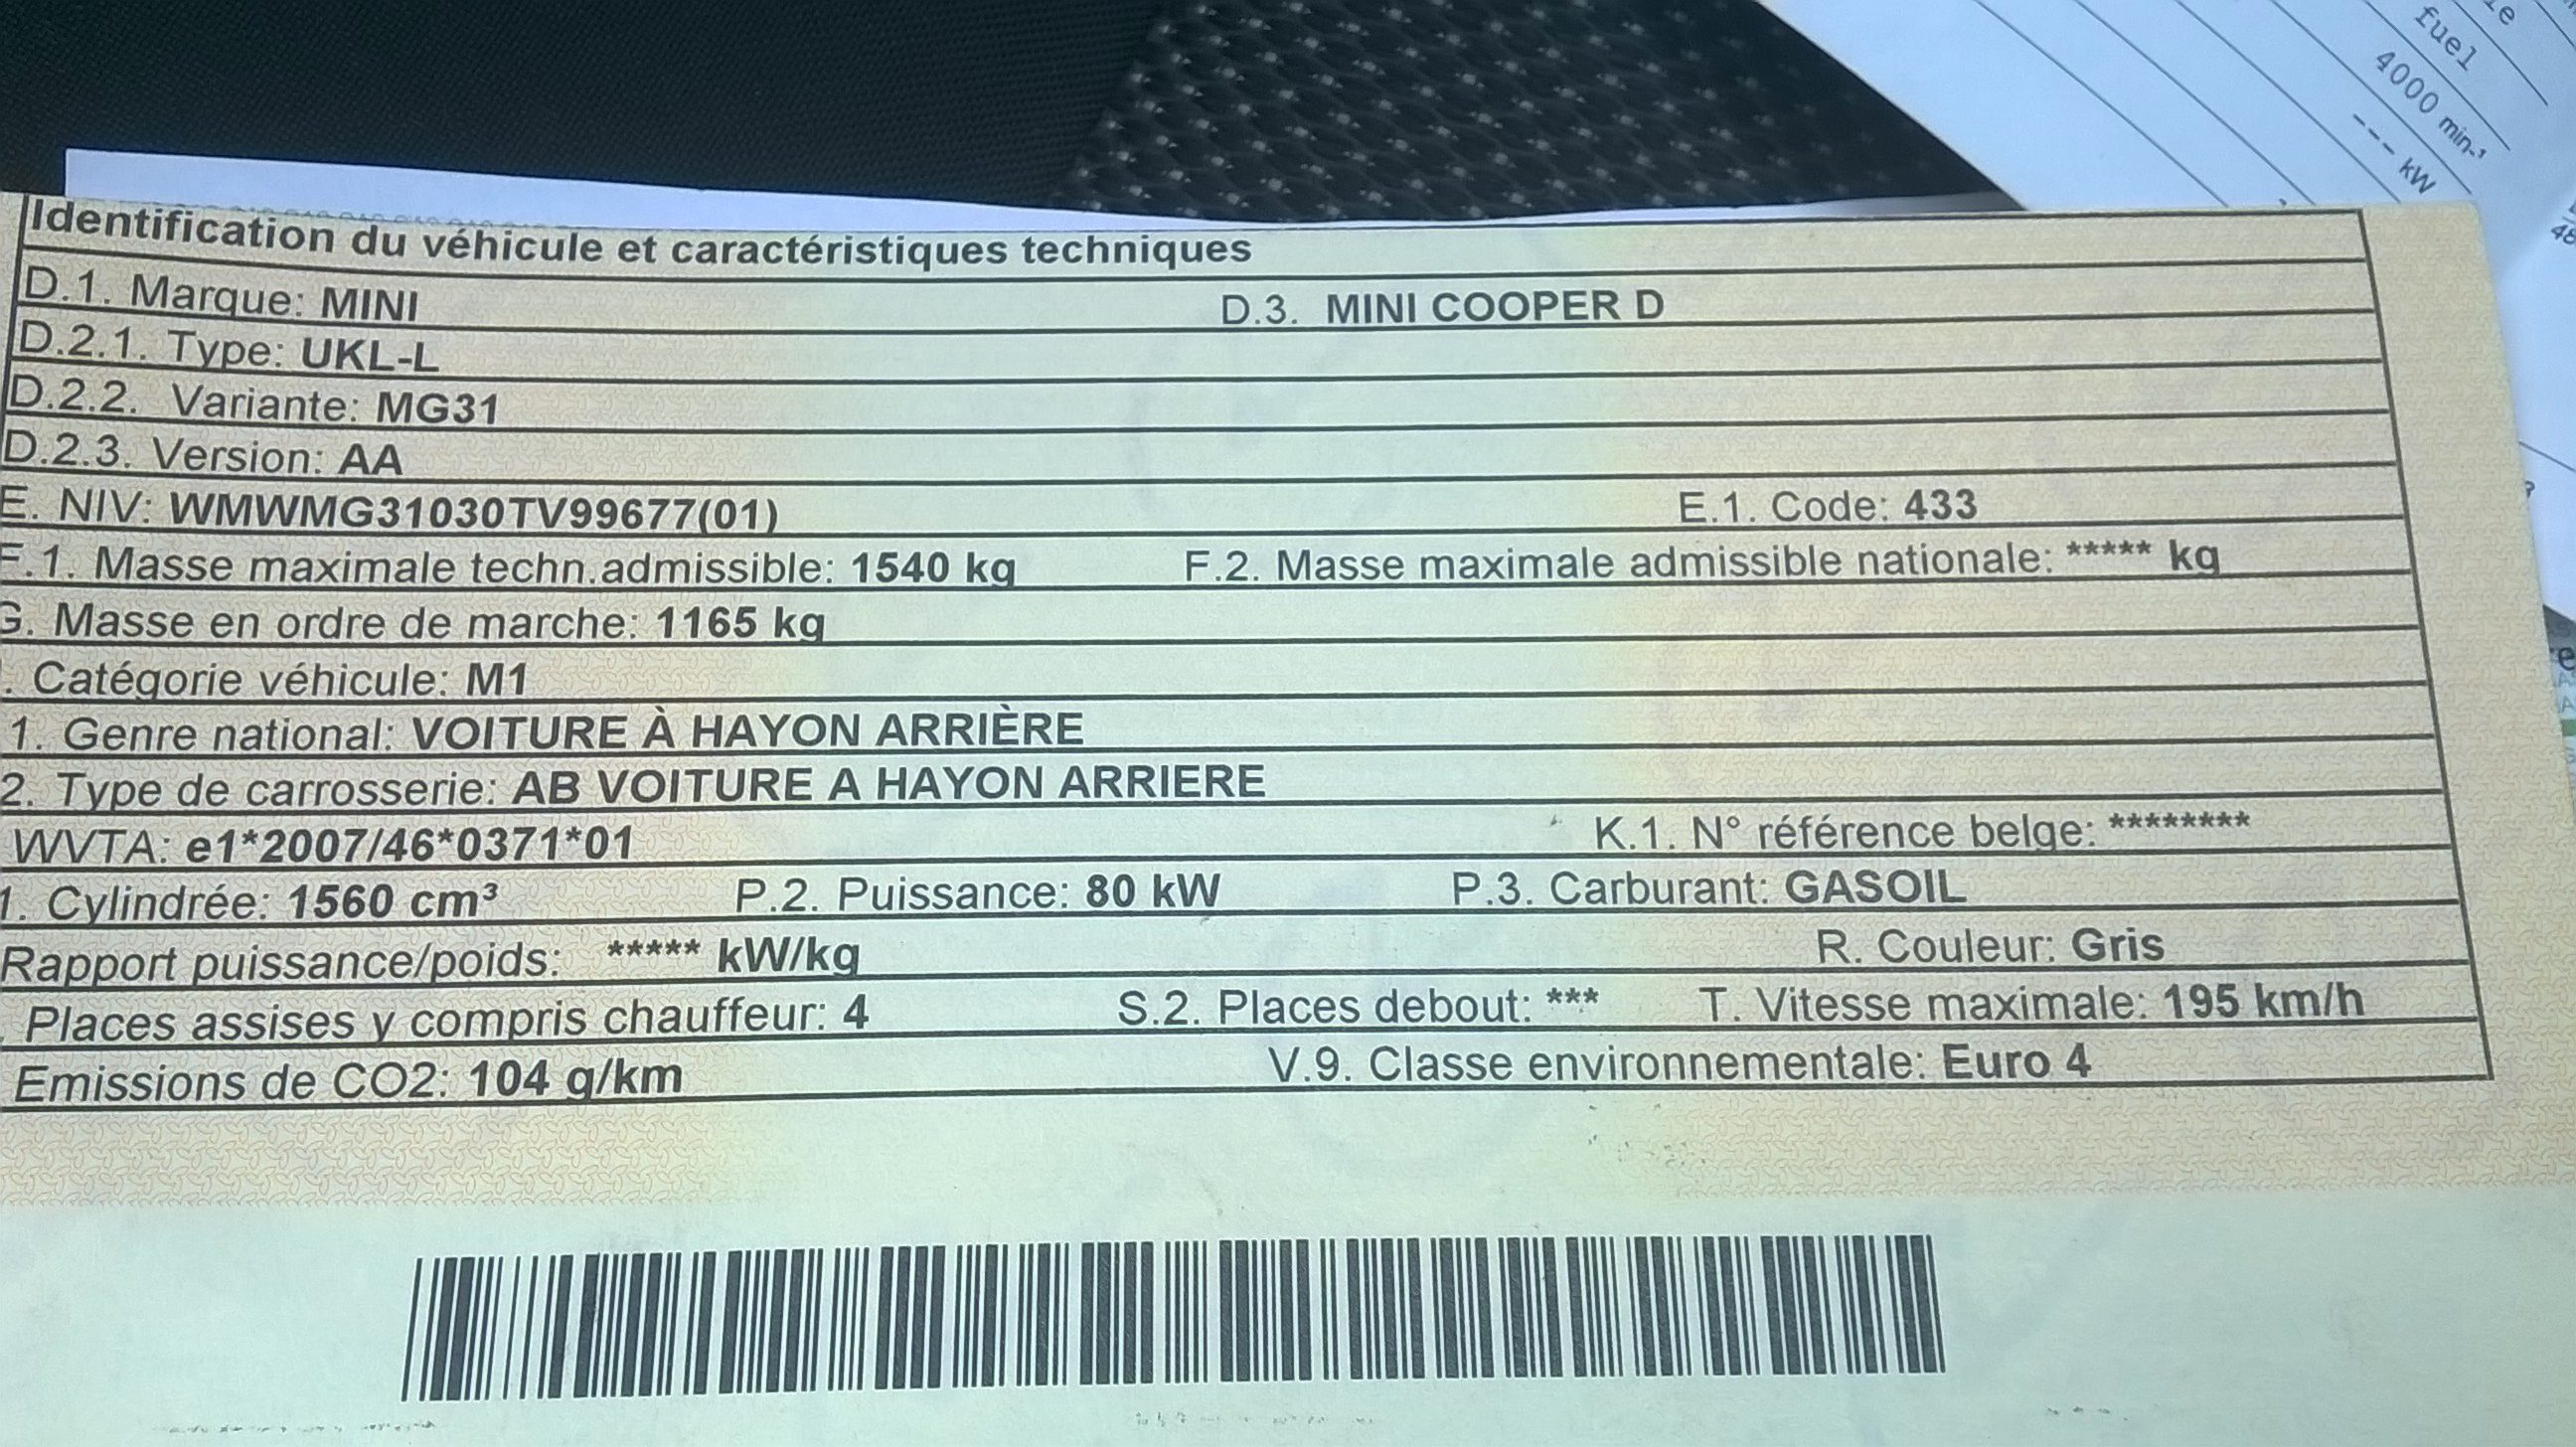 fuel
4000 min-¹
--- kW
Identification du véhicule et caractéristiques techniques
D.1. Marque: MINI D.3. MINI COOPER D
D.2.1. Type: UKL-L
D.2.2. Variante: MG31
D.2.3. Version: AA
E. NIV: WMWMG31030TV99677(01) E.1. Code: 433
F.1. Masse maximale techn.admissible: 1540 kg F.2. Masse maximale admissible nationale: ***** kg
G. Masse en ordre de marche: 1165 kg
. Catégorie véhicule: M1
1. Genre national: VOITURE À HAYON ARRIÈRE
2. Type de carrosserie: AB VOITURE A HAYON ARRIERE
WVTA: e1*2007/46*0371*01 K.1. N° référence belge: ********
1. Cylindrée: 1560 cm³ P.2. Puissance: 80 kW P.3. Carburant: GASOIL
Rapport puissance/poids: ***** kW/kg R. Couleur: Gris
. Places assises y compris chauffeur: 4 S.2. Places debout: *** T. Vitesse maximale: 195 km/h
Emissions de CO2: 104 g/km V.9. Classe environnementale: Euro 4